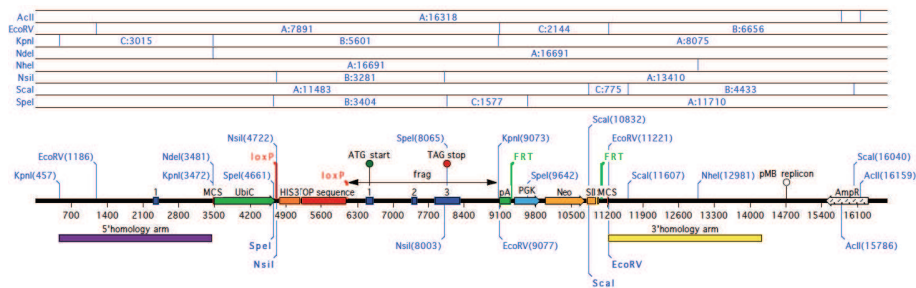 AclI A:16318
EcoRV A:7891 C:2144 B:6656
KpnI C:3015 B:5601 A:8075
NdeI A:16691
NheI A:16691
NsiI B:3281 A:13410
ScaI A:11483 C:775 B:4433
SpeI B:3404 C:1577 A:11710
ScaI(10832)
NsiI(4722) SpeI(8065) KpnI(9073) EcoRV(11221)
EcoRV(1186) NdeI(3481) loxP ATG start TAG stop FRT FRT pMB replicon ScaI(16040)
KpnI(457) KpnI(3472) SpeI(4661) loxP frag SpeI(9642) ScaI(11607) NheI(12981) AclI(16159)
1 MCS UbiC HIS3 TOP sequence 1 2 3 pA PGK Neo MCS AmpR
700 1400 2100 2800 3500 4900 5600 6300 7000 7700 8400 9100 9800 10500 11200 11900 12600 13300 14000 14700 15400 16100
5'homology arm 3'homology arm
SpeI NsiI(8003) EcoRV(9077) AclI(15786)
NsiI EcoRV
ScaI